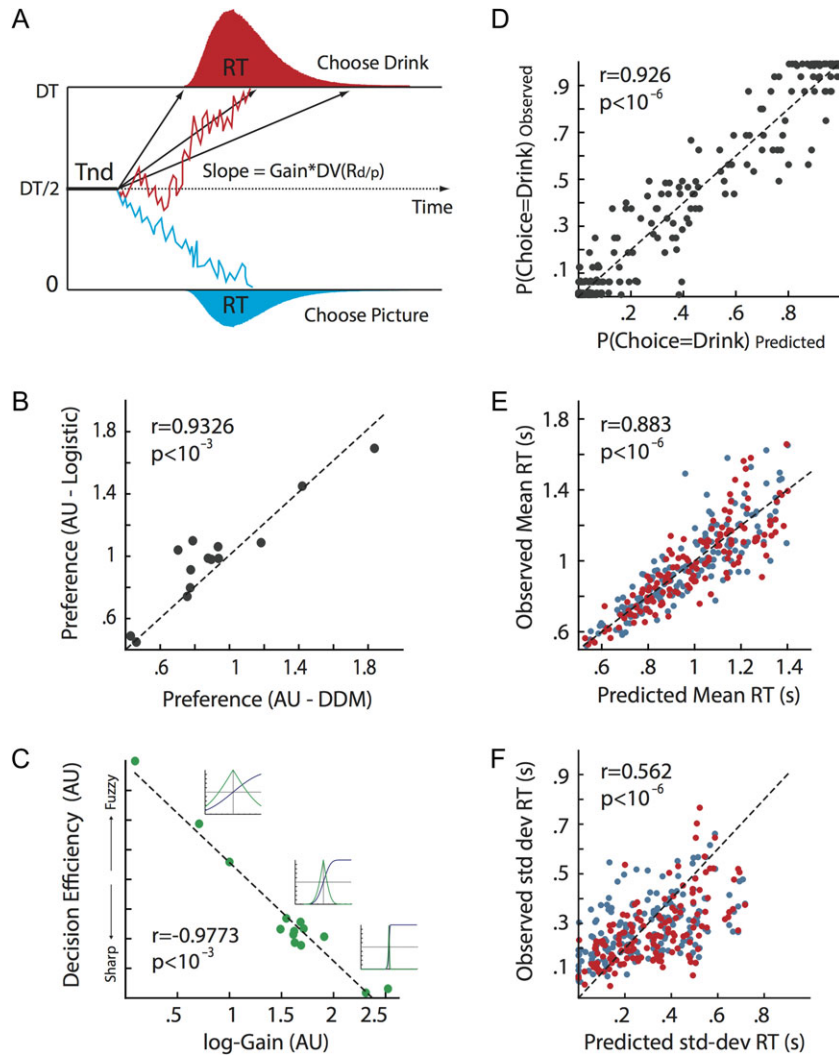 A
RT
Choose Drink
DT
Tnd
Slope = Gain*DV(Rd/p)
DT/2
Time
0
RT
Choose Picture
B
r=0.9326
p<10-3
Preference (AU - Logistic)
1.8
1.4
1
.6
.6 1 1.4 1.8
Preference (AU - DDM)
C
Decision Efficiency (AU)
Fuzzy
Sharp
r=-0.9773
p<10-3
.5 1 1.5 2 2.5
log-Gain (AU)
D
r=0.926
p<10-6
P(Choice=Drink) Observed
.9
.7
.5
.3
.1
.2 .4 .6 .8
P(Choice=Drink) Predicted
E
r=0.883
p<10-6
Observed Mean RT (s)
1.8
1.4
1
.6
0.6 0.8 1 1.2 1.4
Predicted Mean RT (s)
F
r=0.562
p<10-6
Observed std dev RT (s)
.9
.7
.5
.3
.1
.2 .4 .6 .8
Predicted std-dev RT (s)